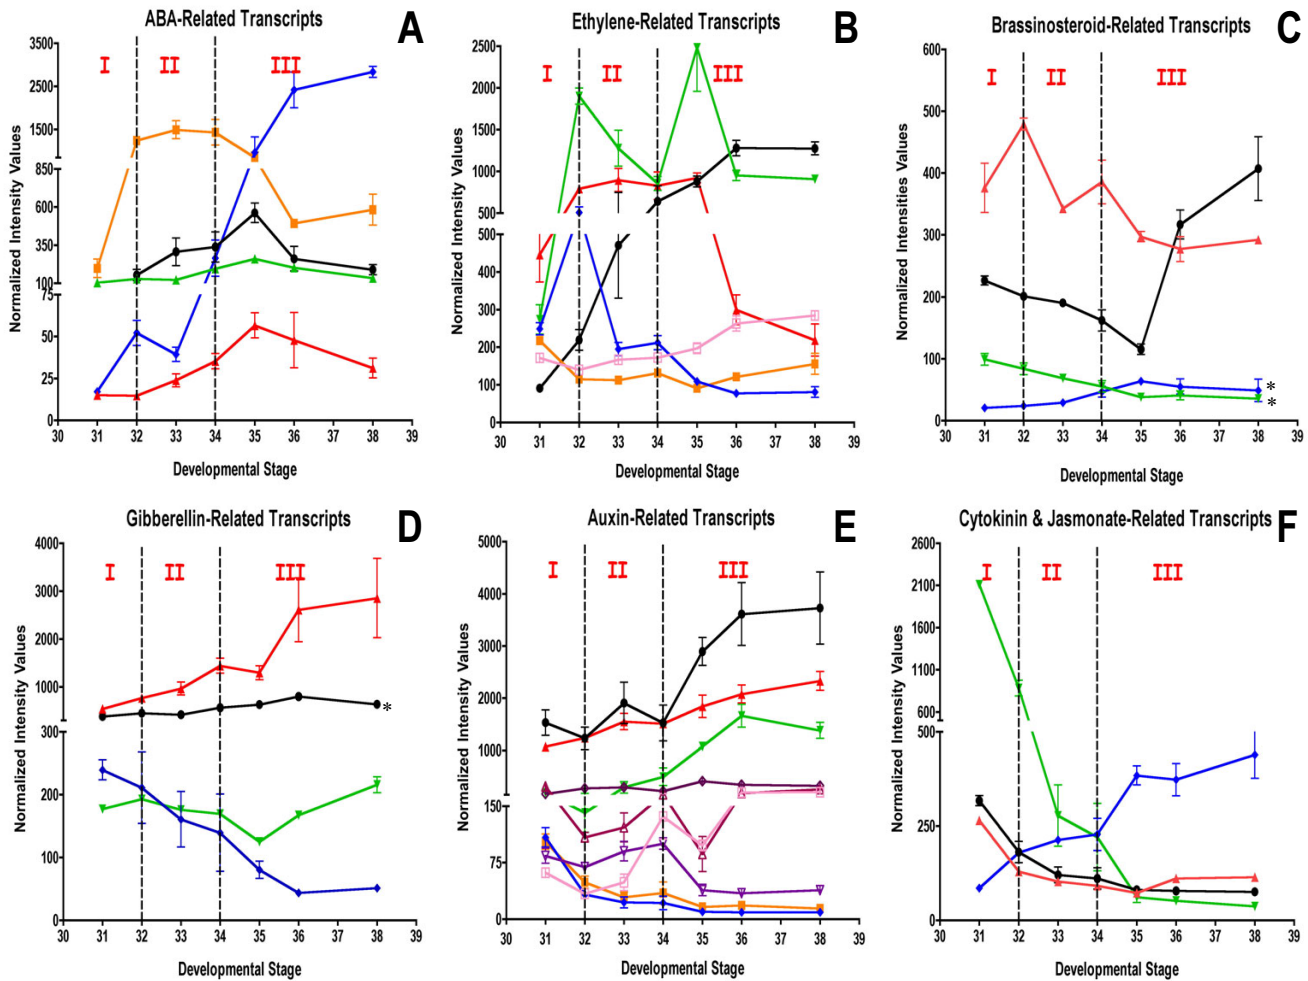 ABA-Related Transcripts
A
Normalized Intensity Values
3500
2500
1500
850
600
350
100
75
50
25
0
I
II
III
30 31 32 33 34 35 36 37 38 39
Developmental Stage
Ethylene-Related Transcripts
B
Normalized Intensity Values
2500
2000
1500
1000
500
500
400
300
200
100
0
I
II
III
30 31 32 33 34 35 36 37 38 39
Developmental Stage
Brassinosteroid-Related Transcripts
C
Normalized Intensities Values
600
500
400
300
200
100
0
I
II
III
*
*
30 31 32 33 34 35 36 37 38 39
Developmental Stage
Gibberellin-Related Transcripts
D
Normalized Intensity Values
4000
3000
2000
1000
300
200
100
0
I
II
III
*
30 31 32 33 34 35 36 37 38 39
Developmental Stage
Auxin-Related Transcripts
E
Normalized Intensity Values
5000
4000
3000
2000
1000
150
75
0
I
II
III
30 31 32 33 34 35 36 37 38 39
Developmental Stage
Cytokinin & Jasmonate-Related Transcripts
F
Normalized Intensity Values
2600
2100
1600
1100
600
500
250
0
I
II
III
30 31 32 33 34 35 36 37 38 39
Developmental Stage